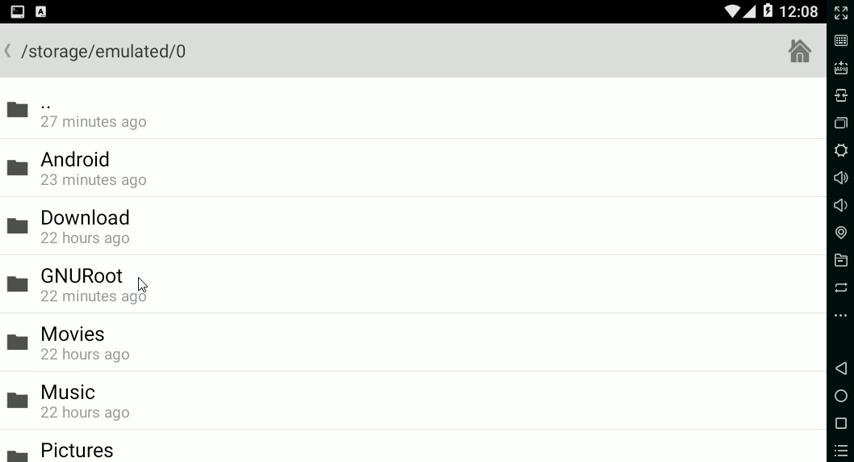 12:08
/storage/emulated/0
..
27 minutes ago
Android
23 minutes ago
Download
22 hours ago
GNURoot
22 minutes ago
Movies
22 hours ago
Music
22 hours ago
Pictures